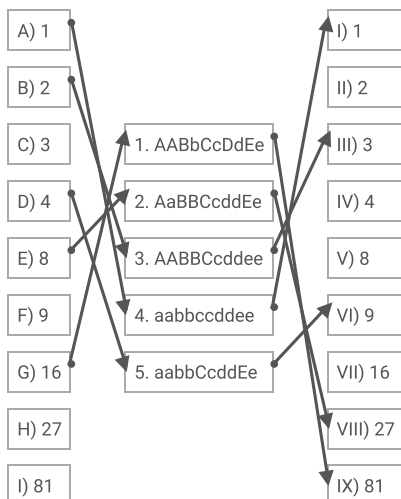 A) 1
B) 2
C) 3
D) 4
E) 8
F) 9
G) 16
H) 27
I) 81
1. AABbCcDdEe
2. AaBBCcddEe
3. AABBCcddee
4. aabbccddee
5. aabbCcddEe
I) 1
II) 2
III) 3
IV) 4
V) 8
VI) 9
VII) 16
VIII) 27
IX) 81